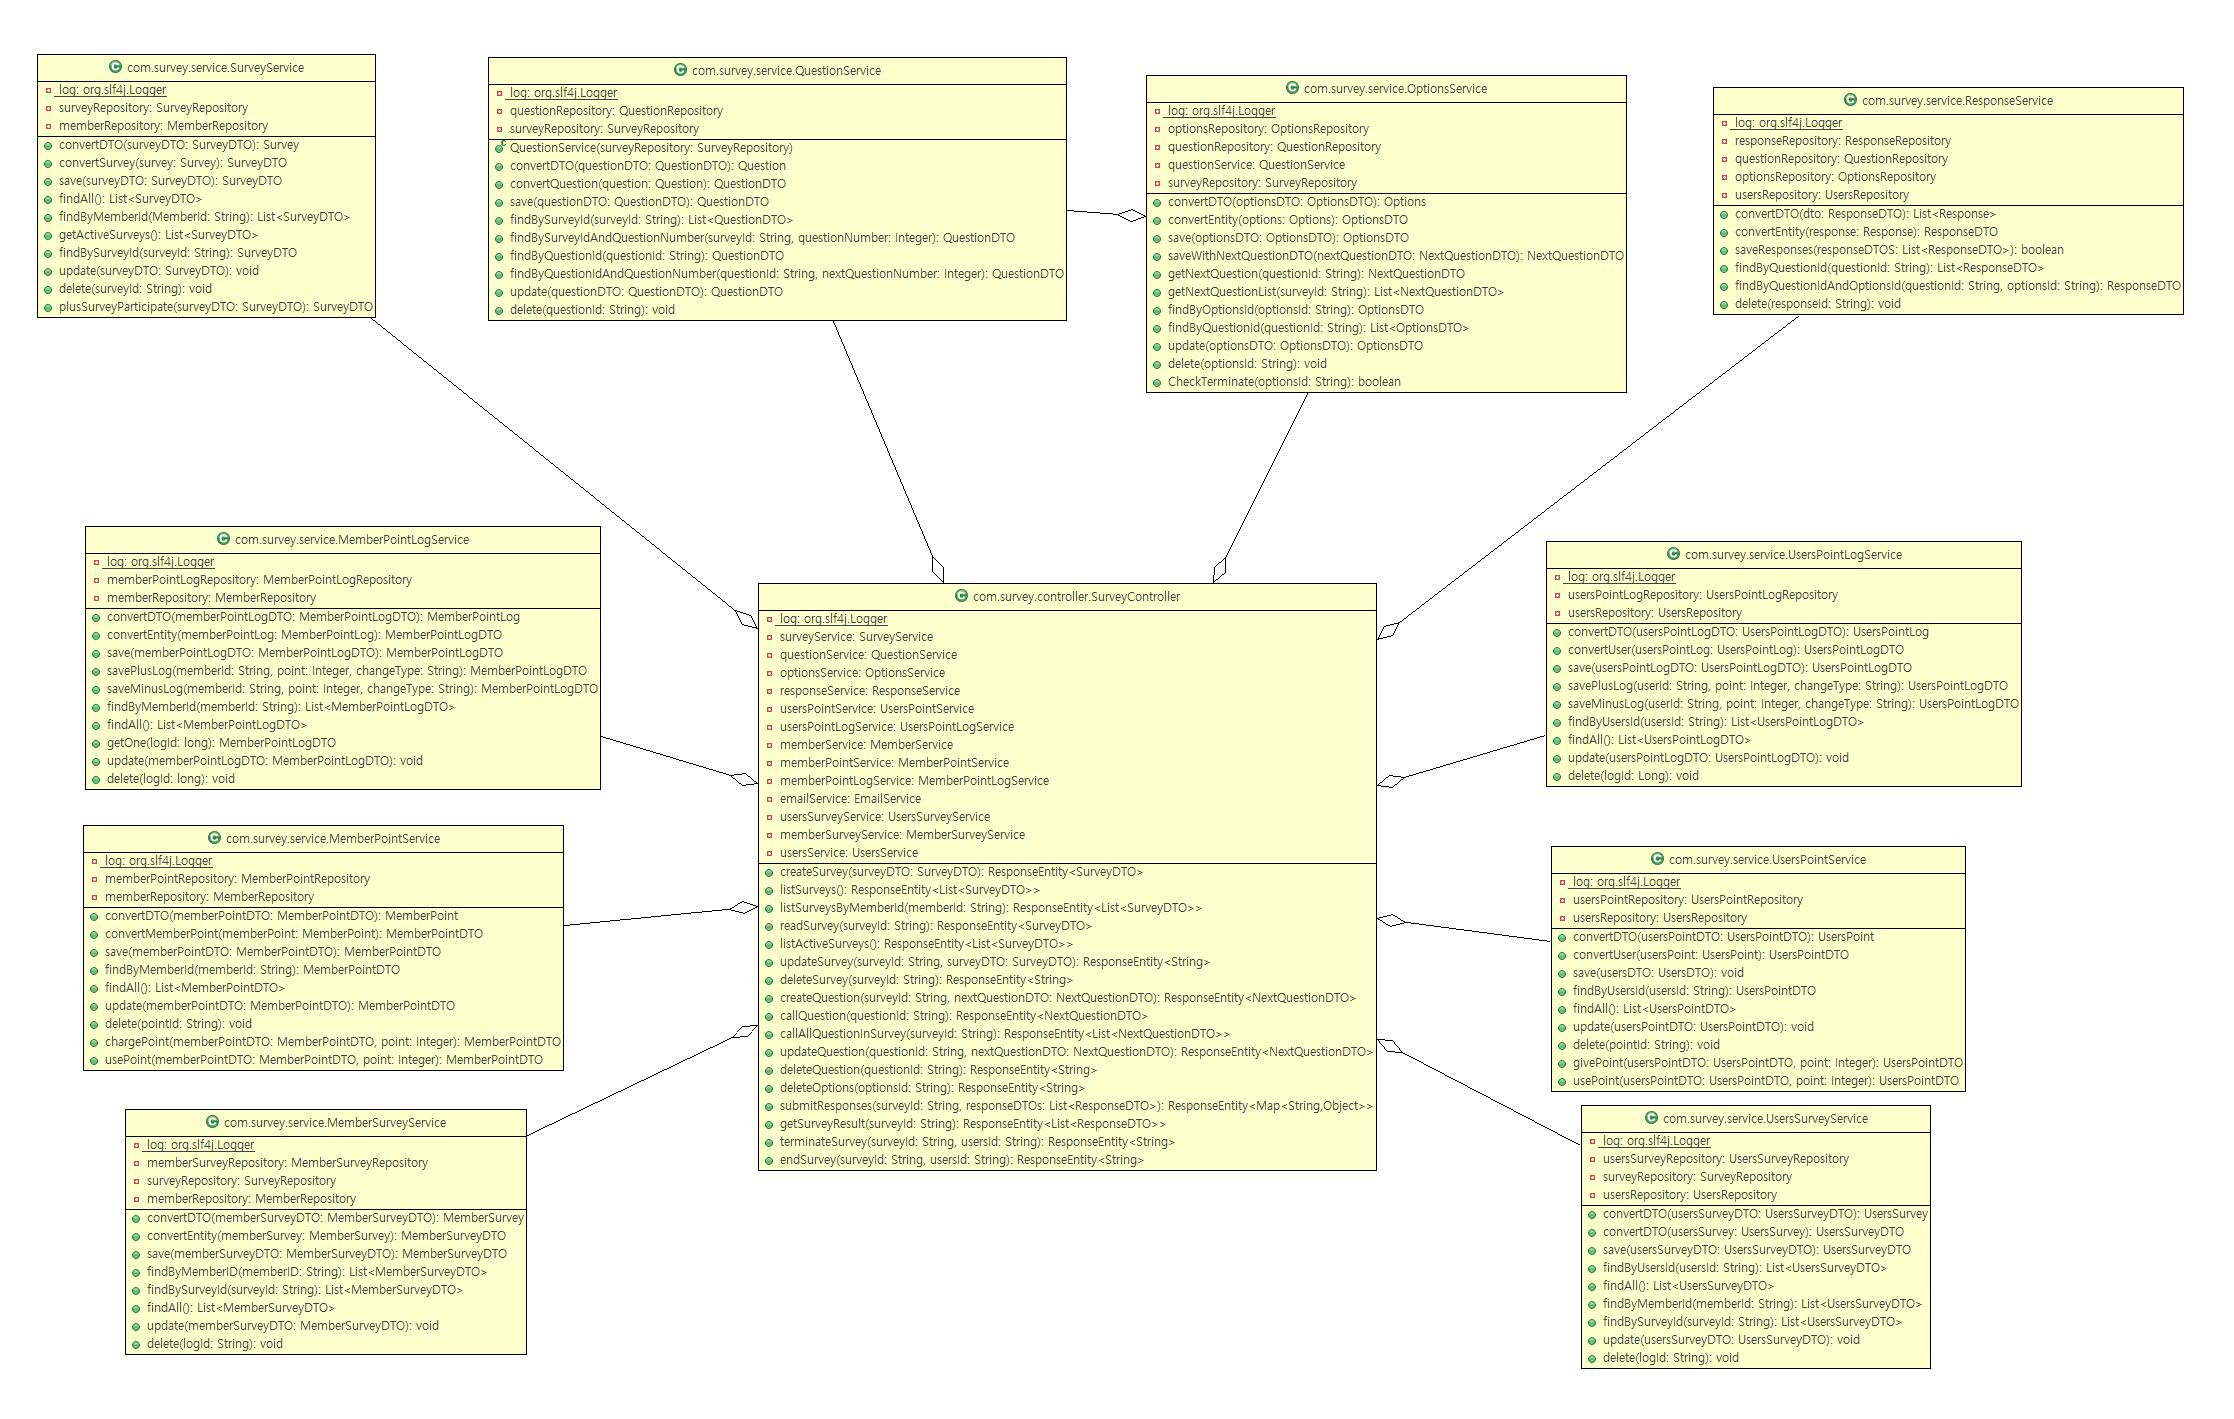 com.survey.service.SurveyService
log: org.slf4j.Logger
surveyRepository: SurveyRepository
memberRepository: MemberRepository
convertDTO(surveyDTO: SurveyDTO): Survey
convertSurvey(survey: Survey): SurveyDTO
save(surveyDTO: SurveyDTO): SurveyDTO
findAll(): List<SurveyDTO>
findByMemberId(MemberId: String): List<SurveyDTO>
getActiveSurveys(): List<SurveyDTO>
findBySurveyId(surveyId: String): SurveyDTO
update(surveyDTO: SurveyDTO): void
delete(surveyId: String): void
plusSurveyParticipate(surveyDTO: SurveyDTO): SurveyDTO
com.survey.service.QuestionService
log: org.slf4j.Logger
questionRepository: QuestionRepository
surveyRepository: SurveyRepository
QuestionService(surveyRepository: SurveyRepository)
convertDTO(questionDTO: QuestionDTO): Question
convertQuestion(question: Question): QuestionDTO
save(questionDTO: QuestionDTO): QuestionDTO
findBySurveyId(surveyId: String): List<QuestionDTO>
findBySurveyIdAndQuestionNumber(surveyId: String, questionNumber: Integer): QuestionDTO
findByQuestionId(questionId: String): QuestionDTO
findByQuestionIdAndQuestionNumber(questionId: String, nextQuestionNumber: Integer): QuestionDTO
update(questionDTO: QuestionDTO): QuestionDTO
delete(questionId: String): void
com.survey.service.OptionsService
log: org.slf4j.Logger
optionsRepository: OptionsRepository
questionRepository: QuestionRepository
questionService: QuestionService
surveyRepository: SurveyRepository
convertDTO(optionsDTO: OptionsDTO): Options
convertEntity(options: Options): OptionsDTO
save(optionsDTO: OptionsDTO): OptionsDTO
saveWithNextQuestionDTO(nextQuestionDTO: NextQuestionDTO): NextQuestionDTO
getNextQuestion(questionId: String): NextQuestionDTO
getNextQuestionList(surveyId: String): List<NextQuestionDTO>
findByOptionsId(optionsId: String): OptionsDTO
findByQuestionId(questionId: String): List<OptionsDTO>
update(optionsDTO: OptionsDTO): OptionsDTO
delete(optionsId: String): void
CheckTerminate(optionsId: String): boolean
com.survey.service.ResponseService
log: org.slf4j.Logger
responseRepository: ResponseRepository
questionRepository: QuestionRepository
optionsRepository: OptionsRepository
usersRepository: UsersRepository
convertDTO(dto: ResponseDTO): List<Response>
convertEntity(response: Response): ResponseDTO
saveResponses(responseDTOS: List<ResponseDTO>): boolean
findByQuestionId(questionId: String): List<ResponseDTO>
findByQuestionIdAndOptionsId(questionId: String, optionsId: String): ResponseDTO
delete(responseId: String): void
com.survey.service.MemberPointLogService
log: org.slf4j.Logger
memberPointLogRepository: MemberPointLogRepository
memberRepository: MemberRepository
convertDTO(memberPointLogDTO: MemberPointLogDTO): MemberPointLog
convertEntity(memberPointLog: MemberPointLog): MemberPointLogDTO
save(memberPointLogDTO: MemberPointLogDTO): MemberPointLogDTO
savePlusLog(memberId: String, point: Integer, changeType: String): MemberPointLogDTO
saveMinusLog(memberId: String, point: Integer, changeType: String): MemberPointLogDTO
findByMemberId(memberId: String): List<MemberPointLogDTO>
findAll(): List<MemberPointLogDTO>
getOne(logId: long): MemberPointLogDTO
update(memberPointLogDTO: MemberPointLogDTO): void
delete(logId: long): void
com.survey.controller.SurveyController
log: org.slf4j.Logger
surveyService: SurveyService
questionService: QuestionService
optionsService: OptionsService
responseService: ResponseService
usersPointService: UsersPointService
usersPointLogService: UsersPointLogService
memberService: MemberService
memberPointService: MemberPointService
memberPointLogService: MemberPointLogService
emailService: EmailService
usersSurveyService: UsersSurveyService
memberSurveyService: MemberSurveyService
usersService: UsersService
createSurvey(surveyDTO: SurveyDTO): ResponseEntity<SurveyDTO>
listSurveys(): ResponseEntity<List<SurveyDTO>>
listSurveysByMemberId(memberId: String): ResponseEntity<List<SurveyDTO>>
readSurvey(surveyId: String): ResponseEntity<SurveyDTO>
listActiveSurveys(): ResponseEntity<List<SurveyDTO>>
updateSurvey(surveyId: String, surveyDTO: SurveyDTO): ResponseEntity<String>
deleteSurvey(surveyId: String): ResponseEntity<String>
createQuestion(surveyId: String, nextQuestionDTO: NextQuestionDTO): ResponseEntity<NextQuestionDTO>
callQuestion(questionId: String): ResponseEntity<NextQuestionDTO>
callAllQuestionInSurvey(surveyId: String): ResponseEntity<List<NextQuestionDTO>>
updateQuestion(questionId: String, nextQuestionDTO: NextQuestionDTO): ResponseEntity<NextQuestionDTO>
deleteQuestion(questionId: String): ResponseEntity<String>
deleteOptions(optionsId: String): ResponseEntity<String>
submitResponses(surveyId: String, responseDTOs: List<ResponseDTO>): ResponseEntity<Map<String,Object>>
getSurveyResult(surveyId: String): ResponseEntity<List<ResponseDTO>>
terminateSurvey(surveyId: String, usersId: String): ResponseEntity<String>
endSurvey(surveyId: String, usersId: String): ResponseEntity<String>
com.survey.service.UsersPointLogService
log: org.slf4j.Logger
usersPointLogRepository: UsersPointLogRepository
usersRepository: UsersRepository
convertDTO(usersPointLogDTO: UsersPointLogDTO): UsersPointLog
convertUser(usersPointLog: UsersPointLog): UsersPointLogDTO
save(usersPointLogDTO: UsersPointLogDTO): UsersPointLogDTO
savePlusLog(userId: String, point: Integer, changeType: String): UsersPointLogDTO
saveMinusLog(userId: String, point: Integer, changeType: String): UsersPointLogDTO
findByUsersId(usersId: String): List<UsersPointLogDTO>
findAll(): List<UsersPointLogDTO>
update(usersPointLogDTO: UsersPointLogDTO): void
delete(logId: Long): void
com.survey.service.MemberPointService
log: org.slf4j.Logger
memberPointRepository: MemberPointRepository
memberRepository: MemberRepository
convertDTO(memberPointDTO: MemberPointDTO): MemberPoint
convertMemberPoint(memberPoint: MemberPoint): MemberPointDTO
save(memberPointDTO: MemberPointDTO): MemberPointDTO
findByMemberId(memberId: String): MemberPointDTO
findAll(): List<MemberPointDTO>
update(memberPointDTO: MemberPointDTO): MemberPointDTO
delete(pointId: String): void
chargePoint(memberPointDTO: MemberPointDTO, point: Integer): MemberPointDTO
usePoint(memberPointDTO: MemberPointDTO, point: Integer): MemberPointDTO
com.survey.service.UsersPointService
log: org.slf4j.Logger
usersPointRepository: UsersPointRepository
usersRepository: UsersRepository
convertDTO(usersPointDTO: UsersPointDTO): UsersPoint
convertUser(usersPoint: UsersPoint): UsersPointDTO
save(usersDTO: UsersDTO): void
findByUsersId(usersId: String): UsersPointDTO
findAll(): List<UsersPointDTO>
update(usersPointDTO: UsersPointDTO): void
delete(pointId: String): void
givePoint(usersPointDTO: UsersPointDTO, point: Integer): UsersPointDTO
usePoint(usersPointDTO: UsersPointDTO, point: Integer): UsersPointDTO
com.survey.service.MemberSurveyService
log: org.slf4j.Logger
memberSurveyRepository: MemberSurveyRepository
surveyRepository: SurveyRepository
memberRepository: MemberRepository
convertDTO(memberSurveyDTO: MemberSurveyDTO): MemberSurvey
convertEntity(memberSurvey: MemberSurvey): MemberSurveyDTO
save(memberSurveyDTO: MemberSurveyDTO): MemberSurveyDTO
findByMemberID(memberID: String): List<MemberSurveyDTO>
findBySurveyId(surveyId: String): List<MemberSurveyDTO>
findAll(): List<MemberSurveyDTO>
update(memberSurveyDTO: MemberSurveyDTO): void
delete(logId: String): void
com.survey.service.UsersSurveyService
log: org.slf4j.Logger
usersSurveyRepository: UsersSurveyRepository
surveyRepository: SurveyRepository
usersRepository: UsersRepository
convertDTO(usersSurveyDTO: UsersSurveyDTO): UsersSurvey
convertDTO(usersSurvey: UsersSurvey): UsersSurveyDTO
save(usersSurveyDTO: UsersSurveyDTO): UsersSurveyDTO
findByUsersId(usersId: String): List<UsersSurveyDTO>
findAll(): List<UsersSurveyDTO>
findByMemberId(memberId: String): List<UsersSurveyDTO>
findBySurveyId(surveyId: String): List<UsersSurveyDTO>
update(usersSurveyDTO: UsersSurveyDTO): void
delete(logId: String): void